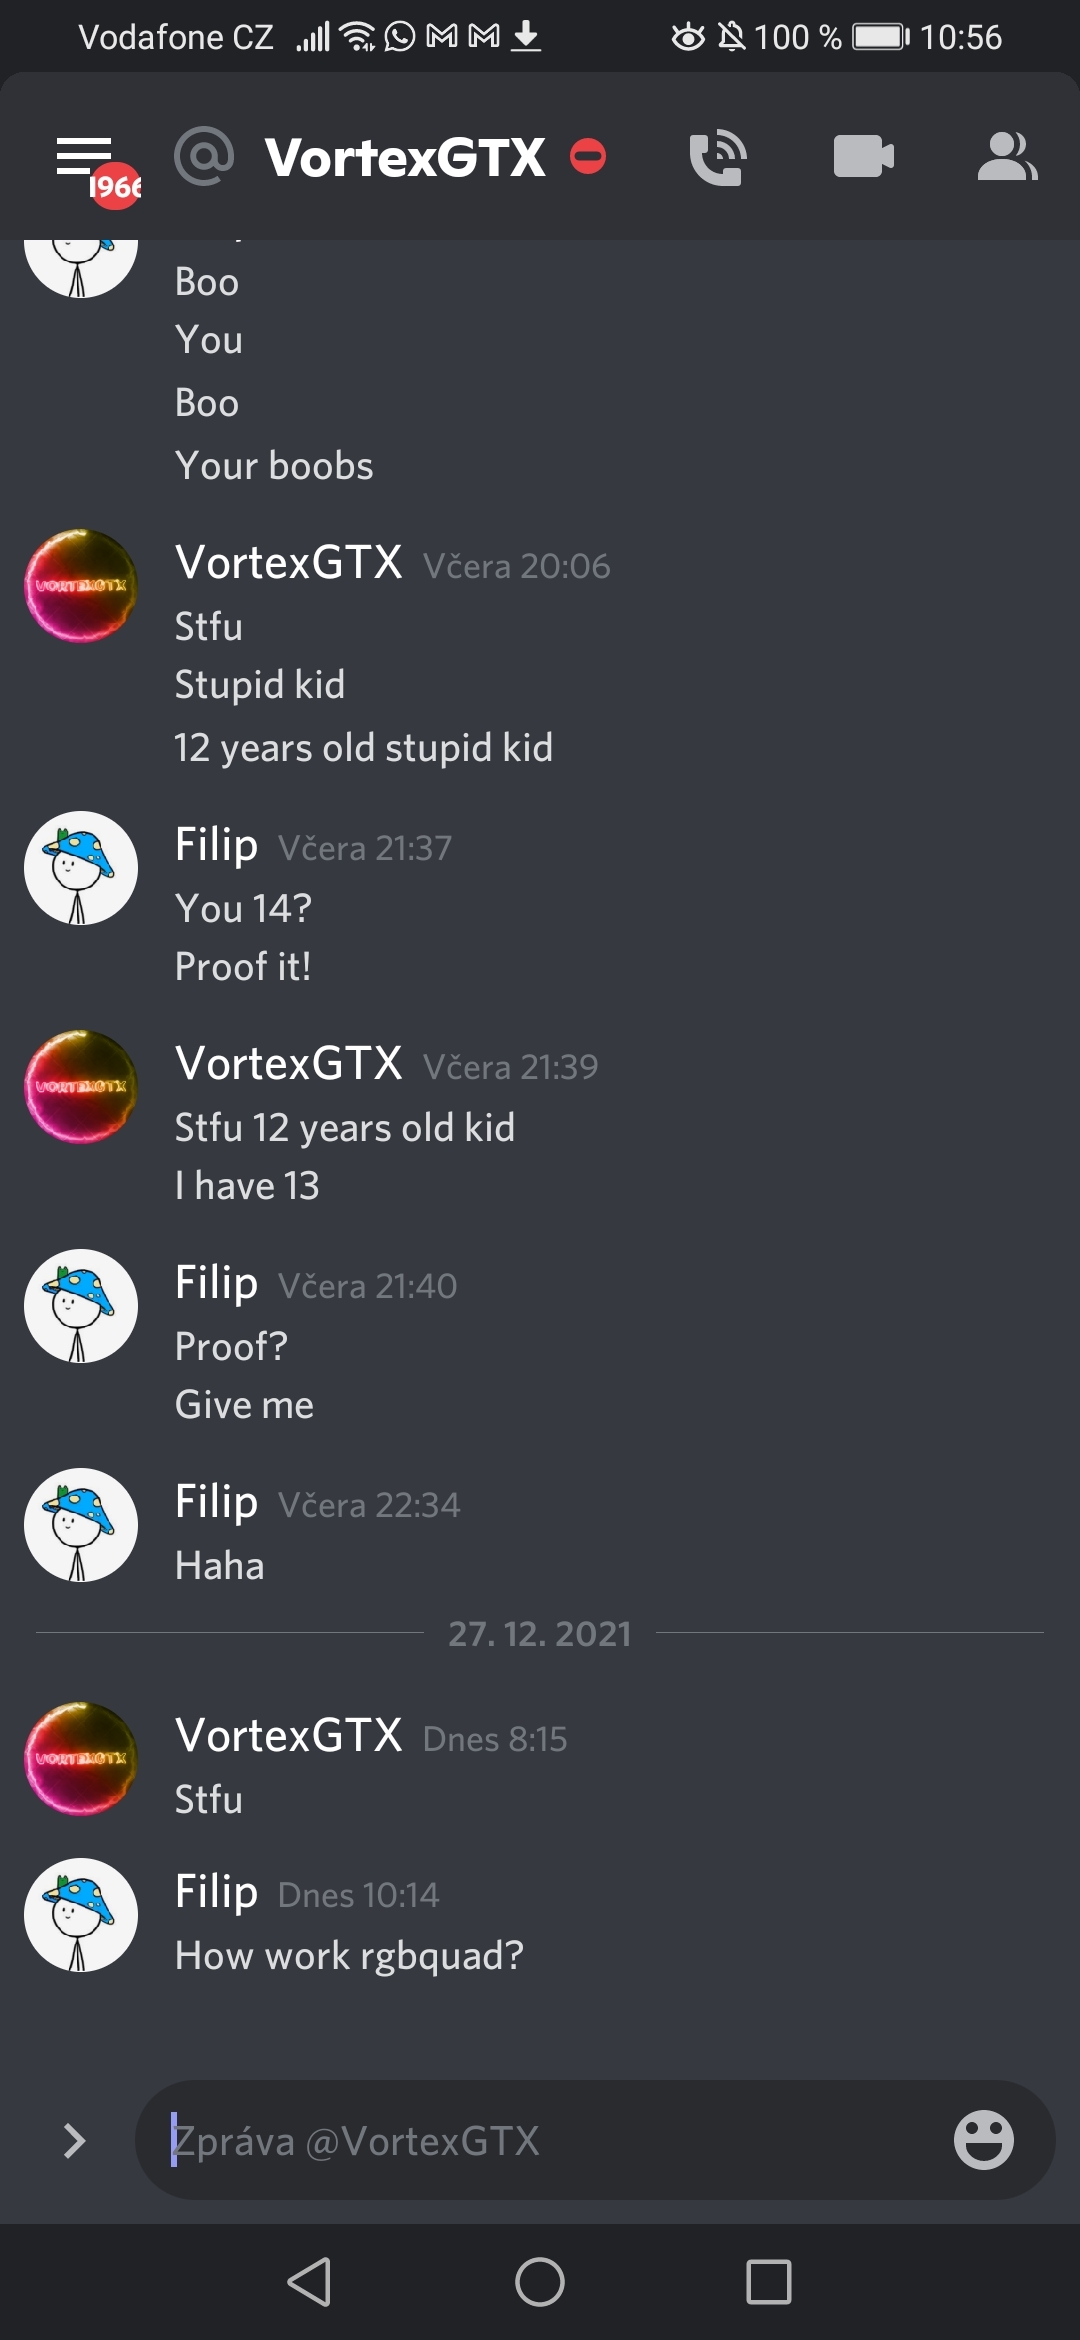 Vodafone CZ 100 % 10:56
1966
VortexGTX
Boo
You
Boo
Your boobs
VortexGTX Včera 20:06
VORTEXGTX
Stfu
Stupid kid
12 years old stupid kid
Filip Včera 21:37
You 14?
Proof it!
VortexGTX Včera 21:39
VORTEXGTX
Stfu 12 years old kid
I have 13
Filip Včera 21:40
Proof?
Give me
Filip Včera 22:34
Haha
27. 12. 2021
VortexGTX Dnes 8:15
VORTEXGTX
Stfu
Filip Dnes 10:14
How work rgbquad?
Zpráva @VortexGTX